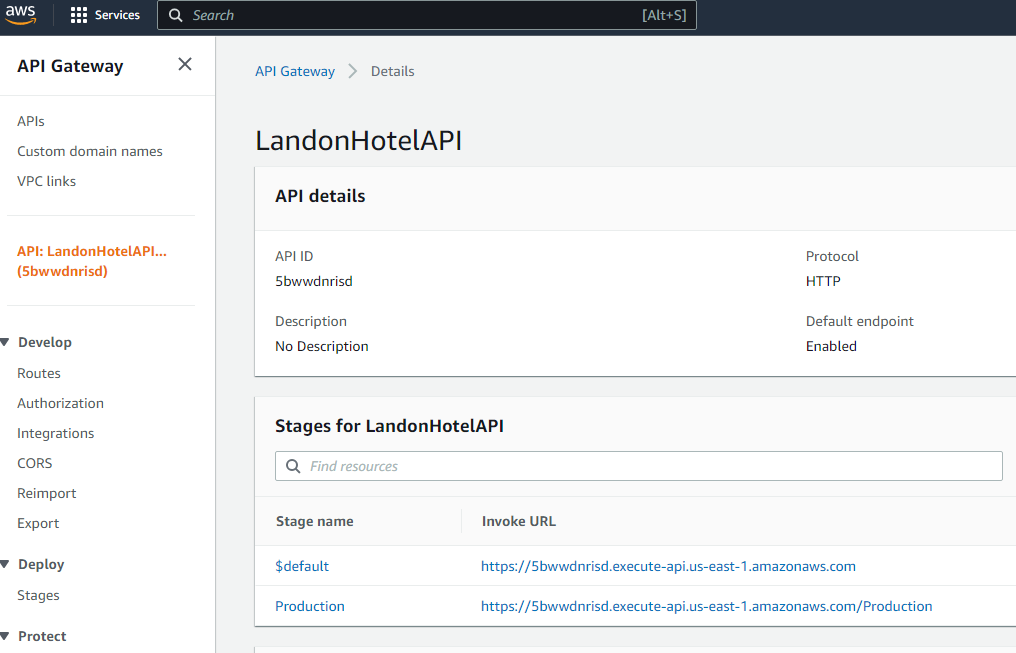 aws
Services
Search
[Alt+S]
API Gateway
APIs
Custom domain names
VPC links
API: LandonHotelAPI...
(5bwwdnrisd)
Develop
Routes
Authorization
Integrations
CORS
Reimport
Export
Deploy
Stages
Protect
API Gateway
Details
LandonHotelAPI
API details
API ID
5bwwdnrisd
Protocol
HTTP
Description
No Description
Default endpoint
Enabled
Stages for LandonHotelAPI
Find resources
Stage name
Invoke URL
$default
https://5bwwdnrisd.execute-api.us-east-1.amazonaws.com
Production
https://5bwwdnrisd.execute-api.us-east-1.amazonaws.com/Production